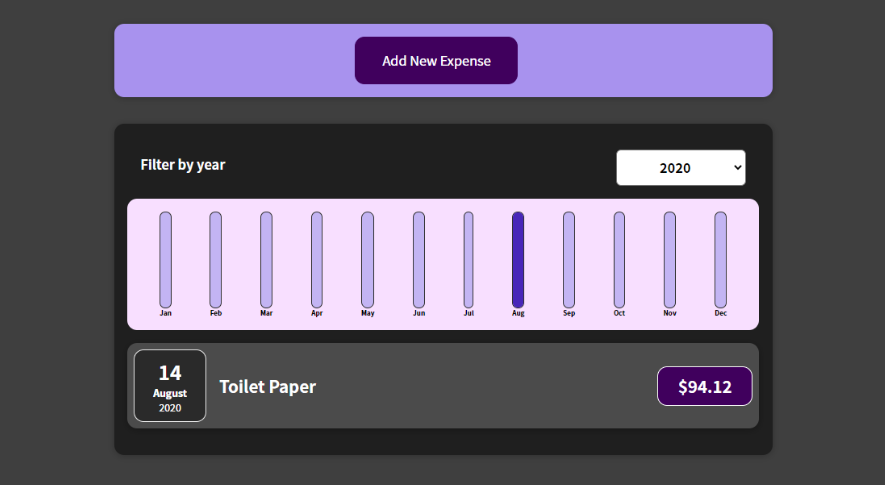 Add New Expense
FIlter by year
2020
Jan Feb Mar Apr May Jun Jul Aug Sep Oct Nov Dec
14
August
2020
Toilet Paper
$94.12